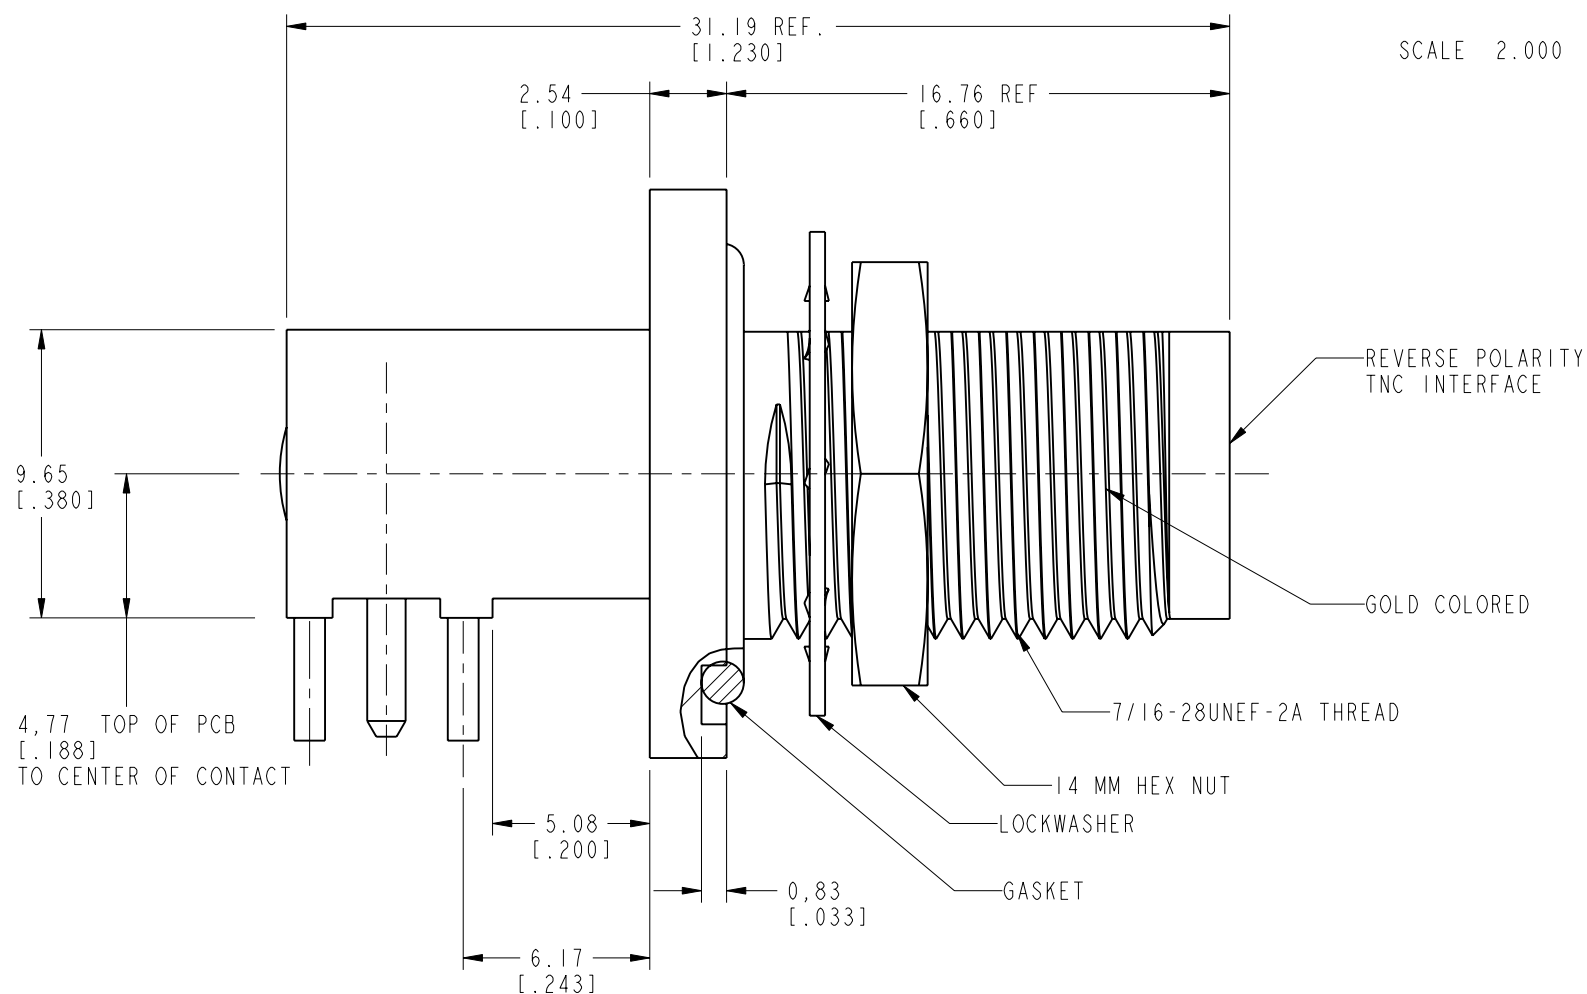 31.19 REF.
[1.230]
SCALE 2.000
2.54
[.100]
16.76 REF
[.660]
REVERSE POLARITY
TNC INTERFACE
9.65
[.380]
GOLD COLORED
4,77 TOP OF PCB
[.188]
TO CENTER OF CONTACT
7/16-28UNEF-2A THREAD
14 MM HEX NUT
LOCKWASHER
5.08
[.200]
GASKET
0,83
[.033]
6.17
[.243]